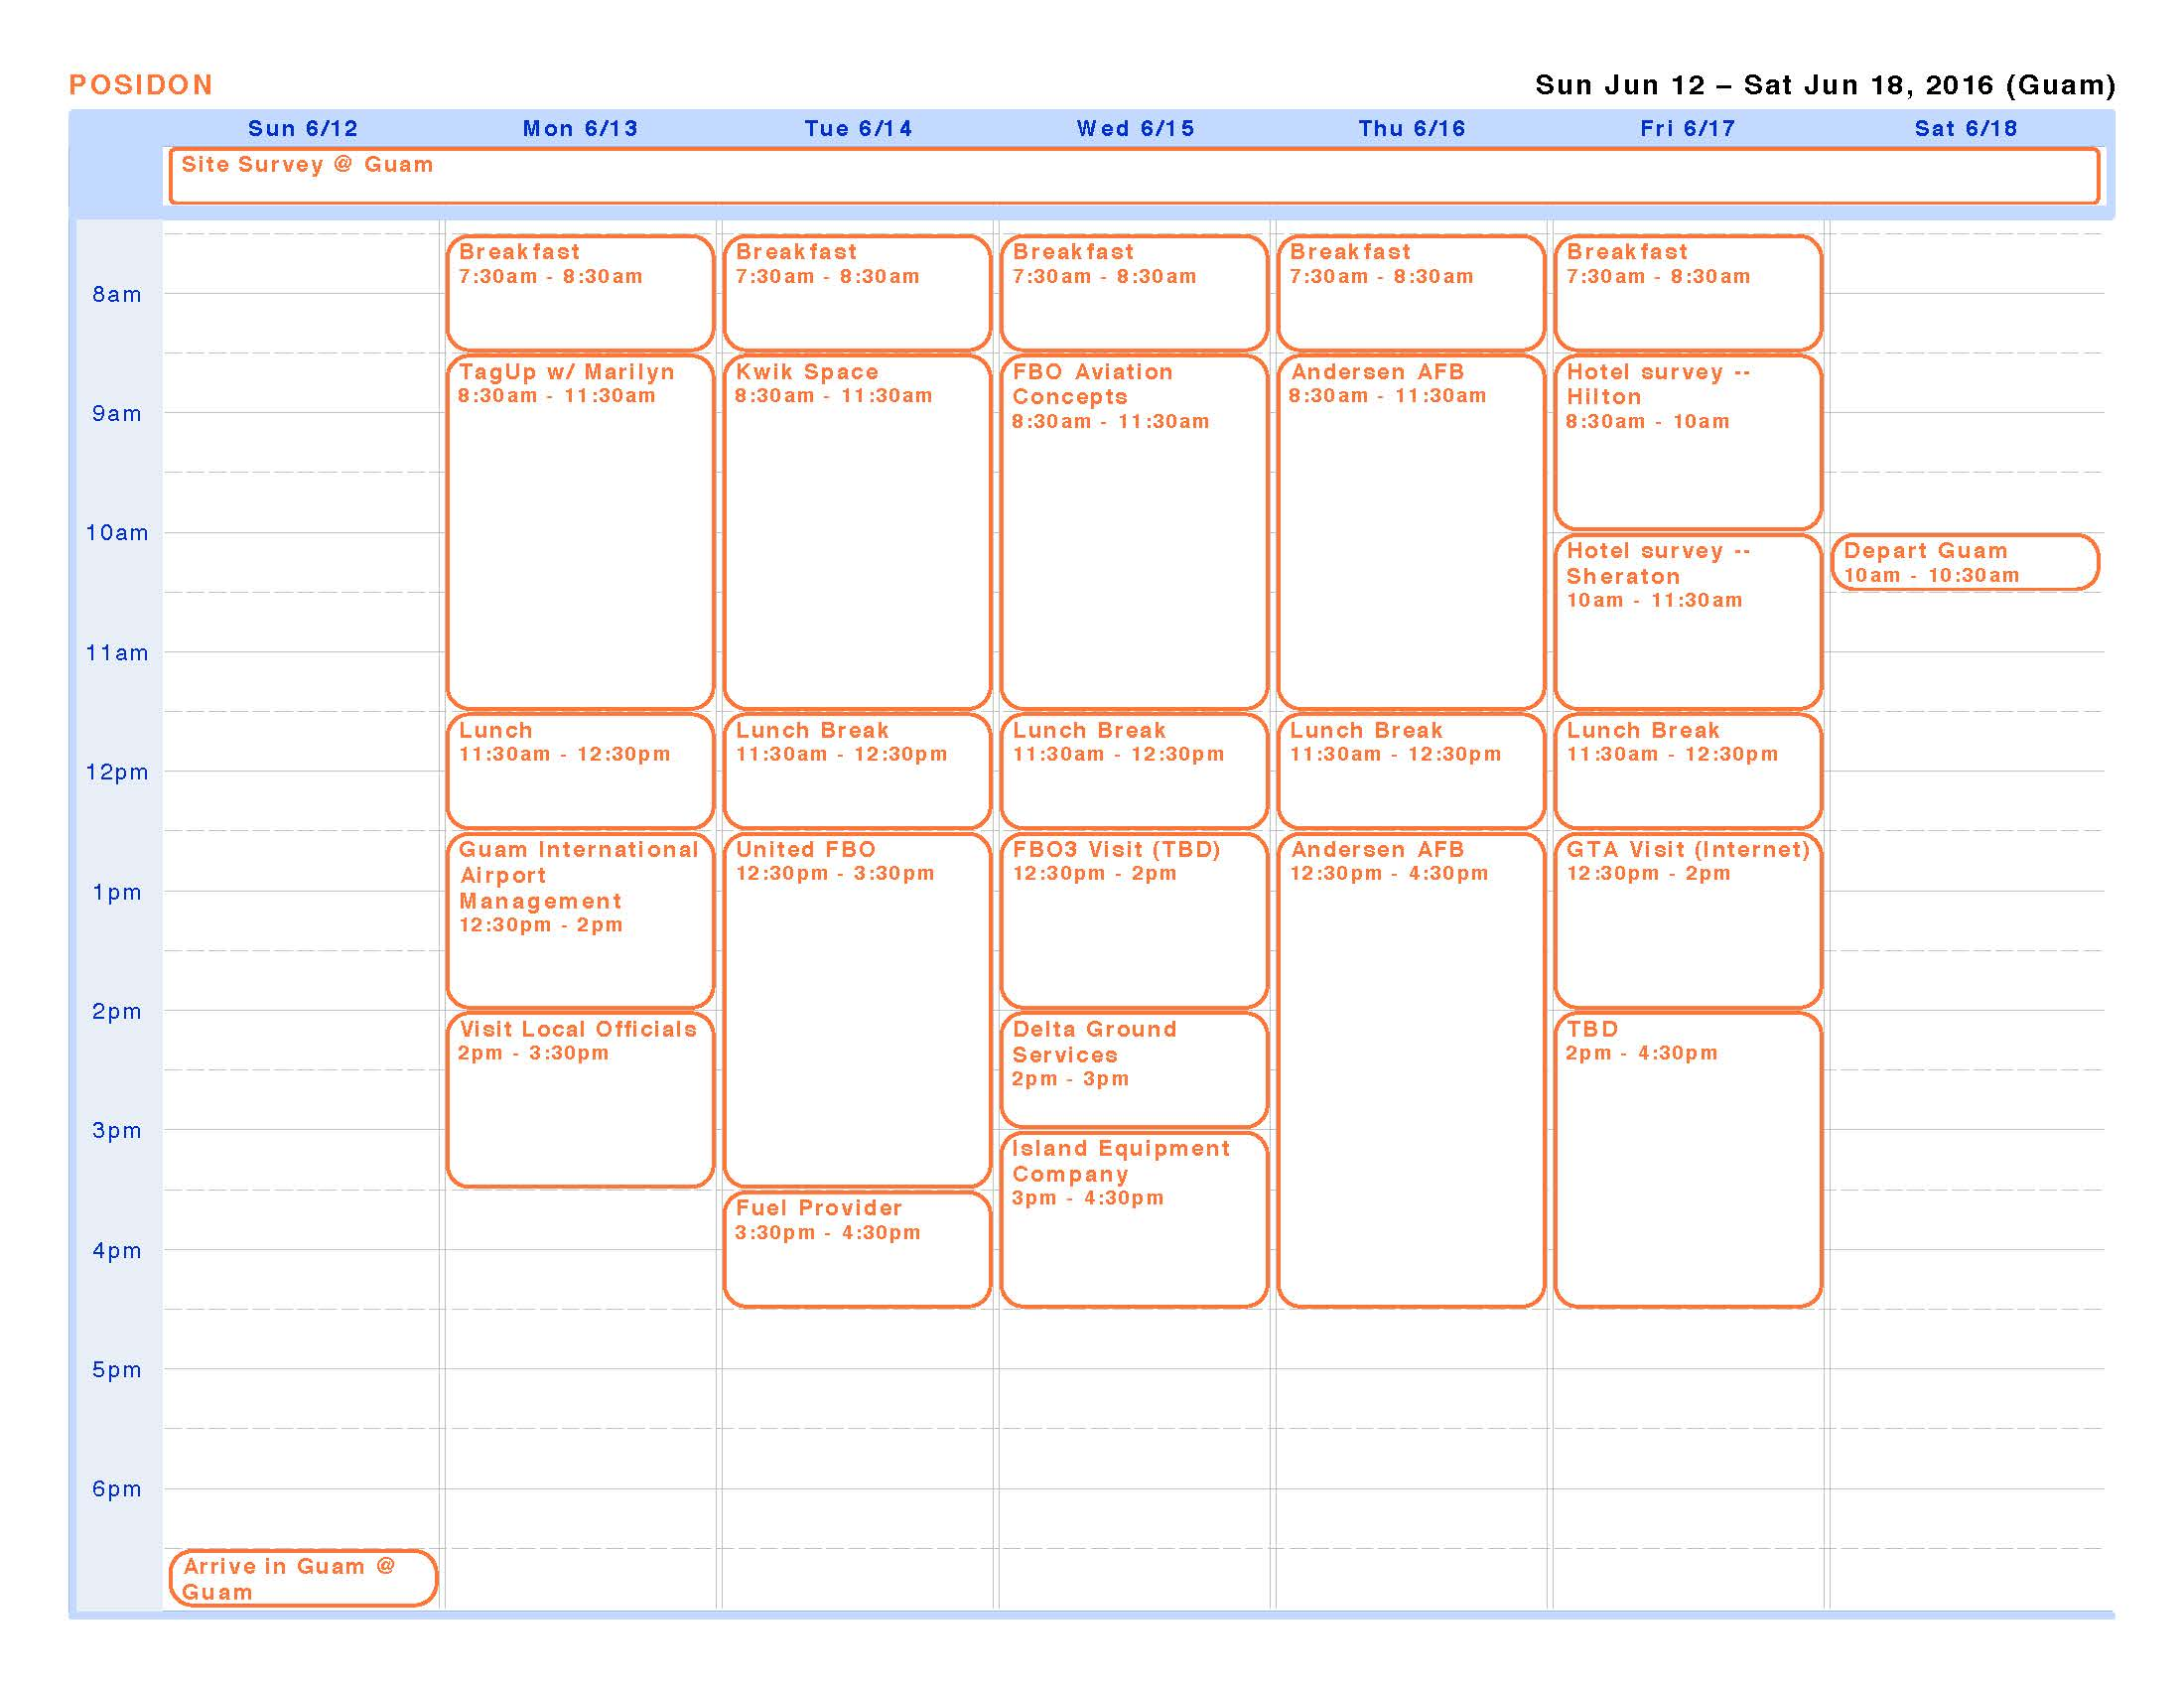 POSIDON
Sun Jun 12 – Sat Jun 18, 2016 (Guam)
Sun 6/12
Mon 6/13
Tue 6/14
Wed 6/15
Thu 6/16
Fri 6/17
Sat 6/18
Site Survey @ Guam
8am
9am
10am
11am
12pm
1pm
2pm
3pm
4pm
5pm
6pm
Arrive in Guam @
Guam
Breakfast
7:30am - 8:30am
TagUp w/ Marilyn
8:30am - 11:30am
Lunch
11:30am - 12:30pm
Guam International
Airport
Management
12:30pm - 2pm
Visit Local Officials
2pm - 3:30pm
Breakfast
7:30am - 8:30am
Kwik Space
8:30am - 11:30am
Lunch Break
11:30am - 12:30pm
United FBO
12:30pm - 3:30pm
Fuel Provider
3:30pm - 4:30pm
Breakfast
7:30am - 8:30am
FBO Aviation
Concepts
8:30am - 11:30am
Lunch Break
11:30am - 12:30pm
FBO3 Visit (TBD)
12:30pm - 2pm
Delta Ground
Services
2pm - 3pm
Island Equipment
Company
3pm - 4:30pm
Breakfast
7:30am - 8:30am
Andersen AFB
8:30am - 11:30am
Lunch Break
11:30am - 12:30pm
Andersen AFB
12:30pm - 4:30pm
Breakfast
7:30am - 8:30am
Hotel survey --
Hilton
8:30am - 10am
Hotel survey --
Sheraton
10am - 11:30am
Lunch Break
11:30am - 12:30pm
GTA Visit (Internet)
12:30pm - 2pm
TBD
2pm - 4:30pm
Depart Guam
10am - 10:30am